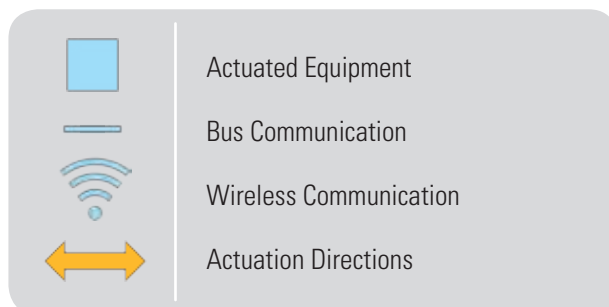 Actuated Equipment
Bus Communication
Wireless Communication
Actuation Directions